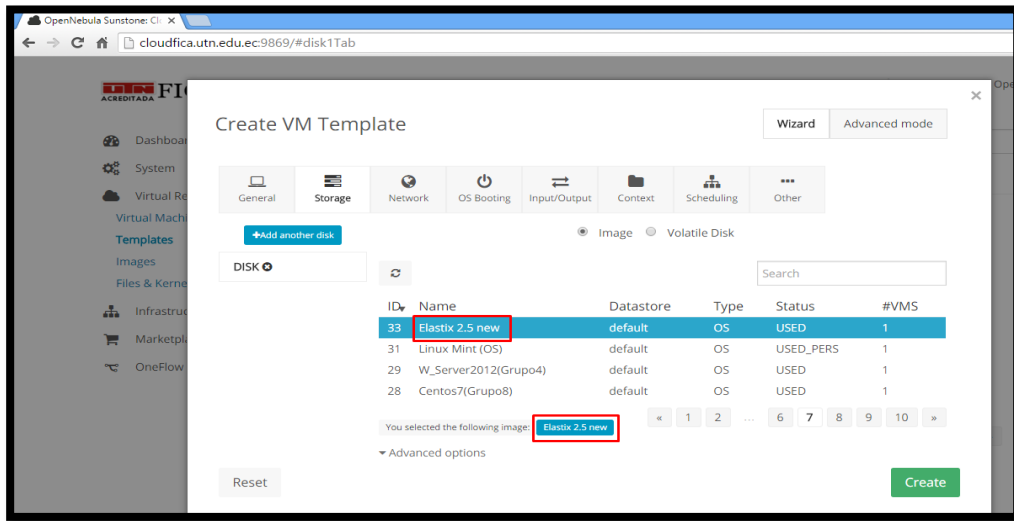 OpenNebula Sunstone: Cl
cloudfica.utn.edu.ec:9869/#disk1Tab
UTN FI
ACREDITADA
Ope
Create VM Template
Wizard Advanced mode
Dashboar
System
Virtual Re
Virtual Machi
Templates
Images
Files & Kerne
Infrastruc
Marketpl
OneFlow
General Storage Network OS Booting Input/Output Context Scheduling Other
+Add another disk
Image Volatile Disk
DISK
Search
ID Name Datastore Type Status #VMS
33 Elastix 2.5 new default OS USED 1
31 Linux Mint (OS) default OS USED_PERS 1
29 W_Server2012(Grupo4) default OS USED 1
28 Centos7(Grupo8) default OS USED 1
« 1 2 ... 6 7 8 9 10 »
You selected the following image: Elastix 2.5 new
Advanced options
Reset Create